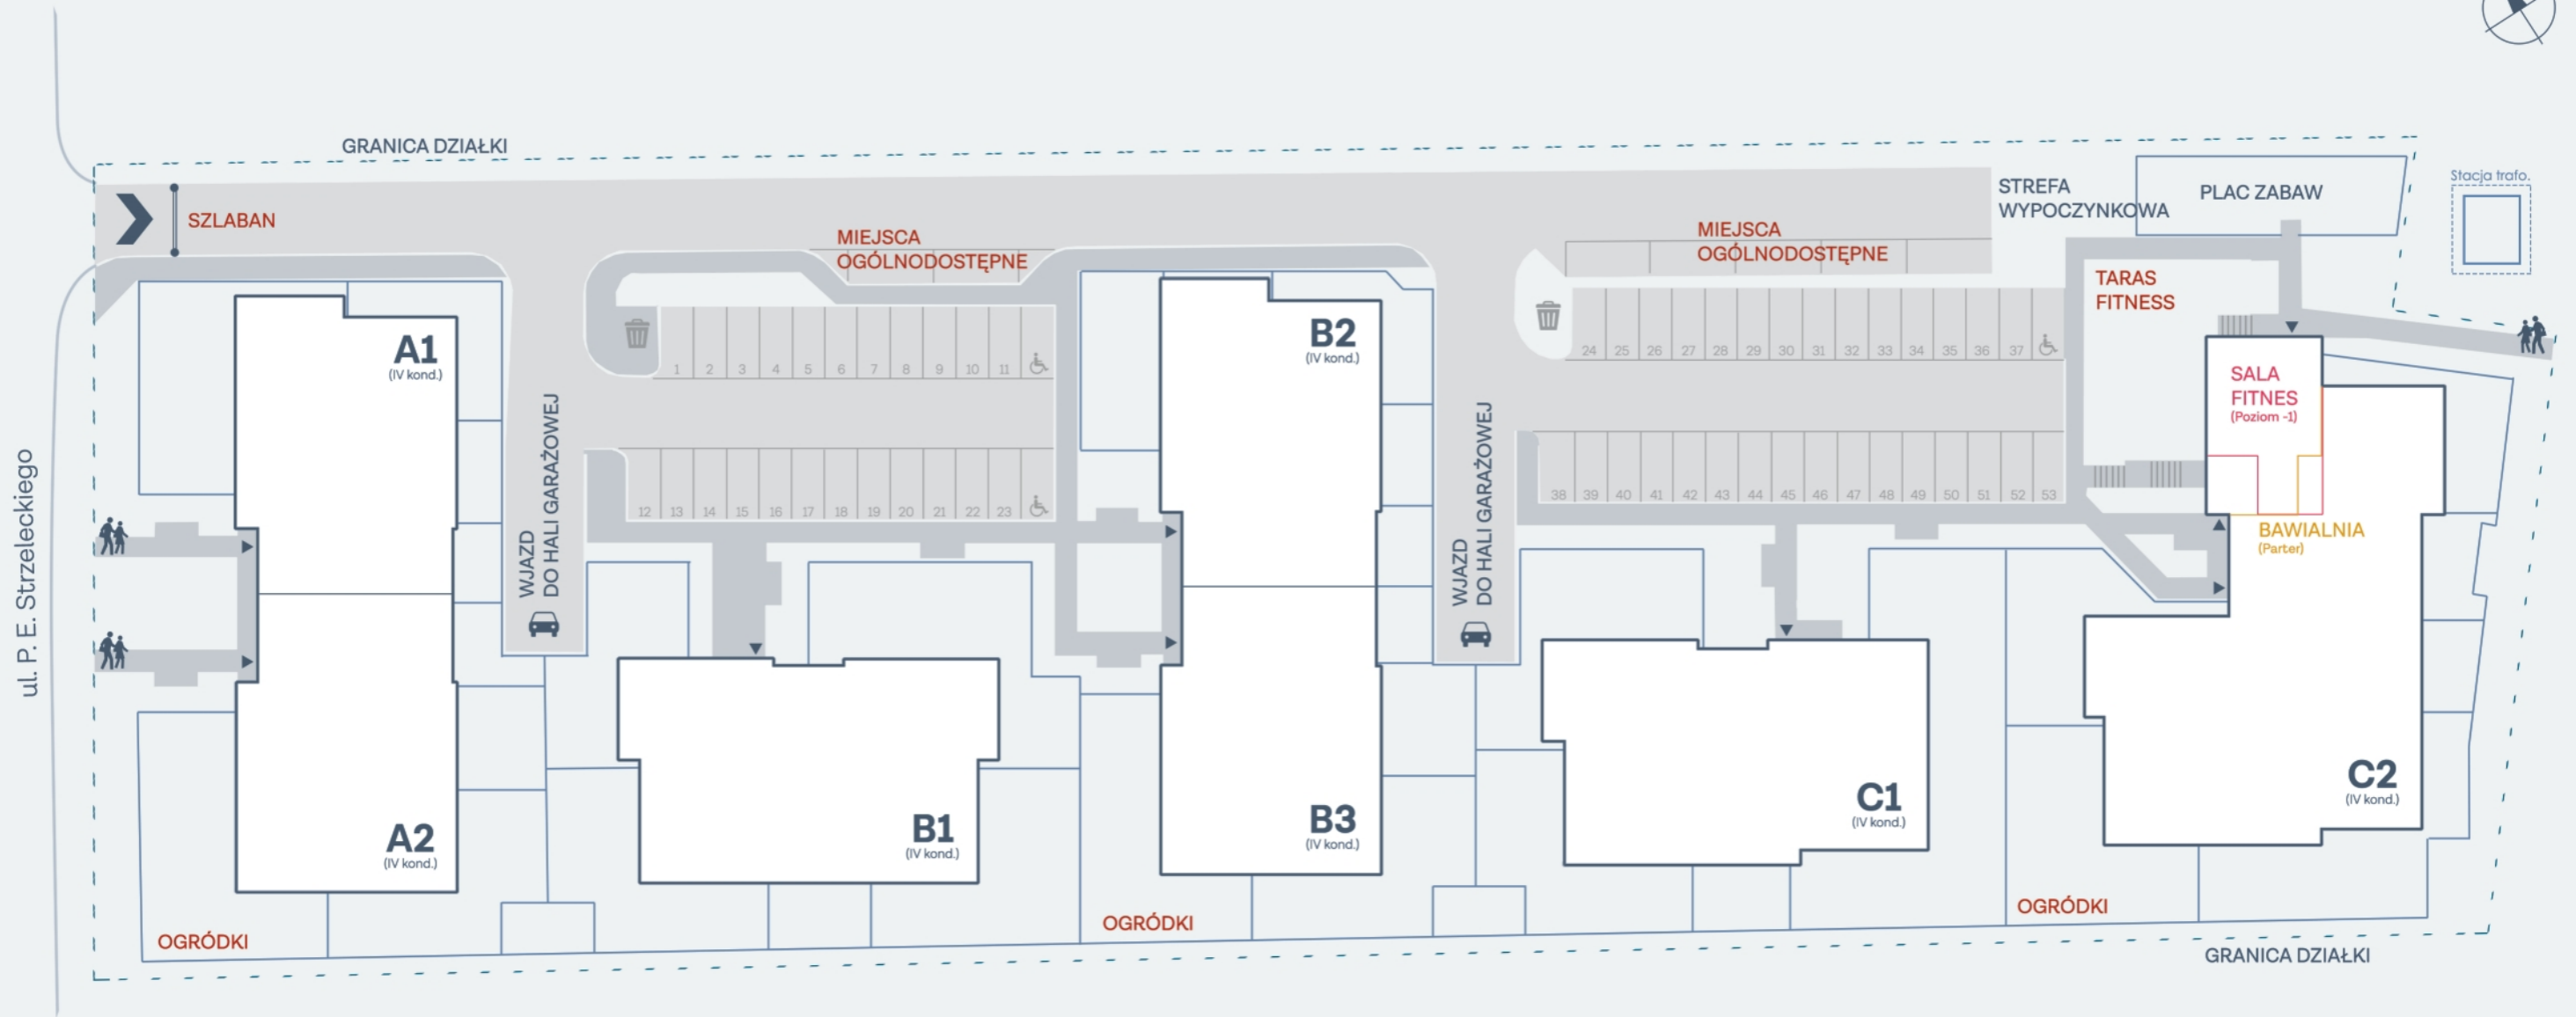 GRANICA DZIAŁKI
SZLABAN
MIEJSCA
OGÓLNODOSTĘPNE
MIEJSCA
OGÓLNODOSTĘPNE
STREFA
WYPOCZYNKOWA
PLAC ZABAW
Stacja trafo.
TARAS
FITNESS
A1
(IV kond.)
1 2 3 4 5 6 7 8 9 10 11
B2
(IV kond.)
24 25 26 27 28 29 30 31 32 33 34 35 36 37
SALA
FITNES
(Poziom -1)
ul. P. E. Strzeleckiego
WJAZD
DO HALI GARAŻOWEJ
12 13 14 15 16 17 18 19 20 21 22 23
WJAZD
DO HALI GARAŻOWEJ
38 39 40 41 42 43 44 45 46 47 48 49 50 51 52 53
BAWIALNIA
(Parter)
A2
(IV kond.)
B1
(IV kond.)
B3
(IV kond.)
C1
(IV kond.)
C2
(IV kond.)
OGRÓDKI
OGRÓDKI
OGRÓDKI
GRANICA DZIAŁKI